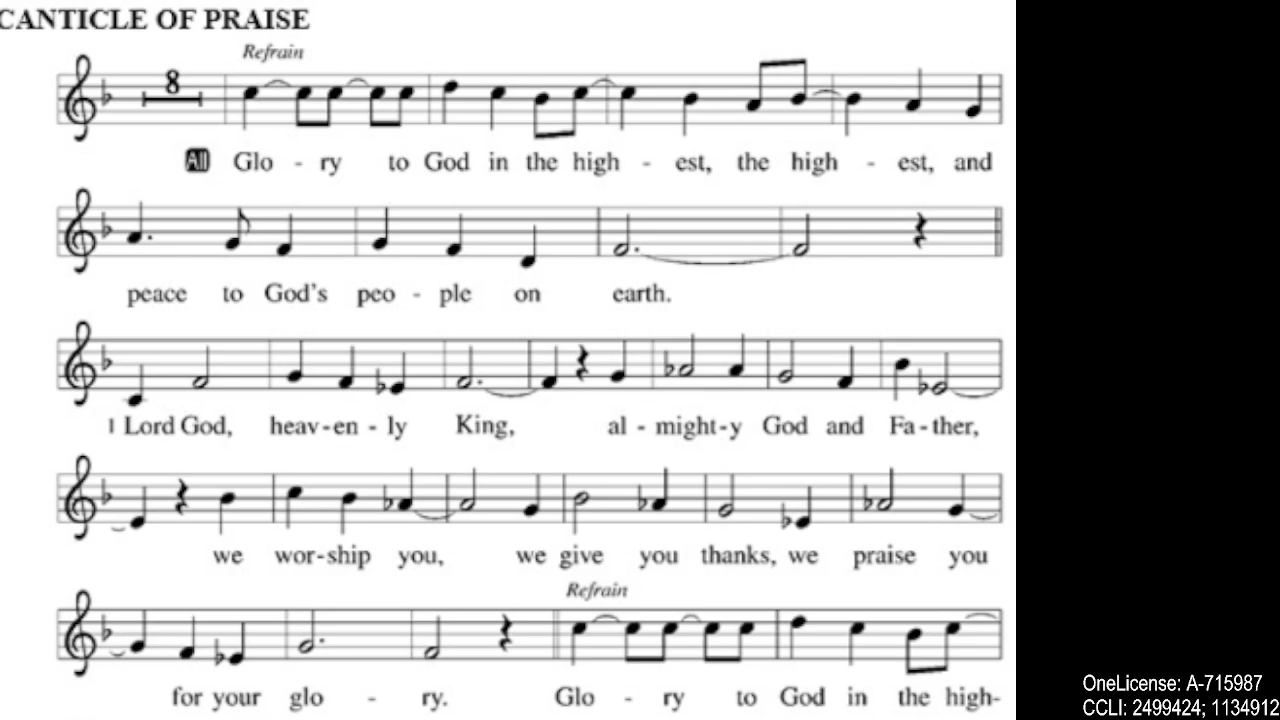 CANTICLE OF PRAISE
Refrain
8
All Glo - ry to God in the high - est, the high - est, and
peace to God's peo - ple on earth.
1 Lord God, heav-en - ly King, al - might-y God and Fa-ther,
we wor-ship you, we give you thanks, we praise you
Refrain
for your glo - ry. Glo - ry to God in the high-
OneLicense: A-715987
CCLI: 2499424; 1134912